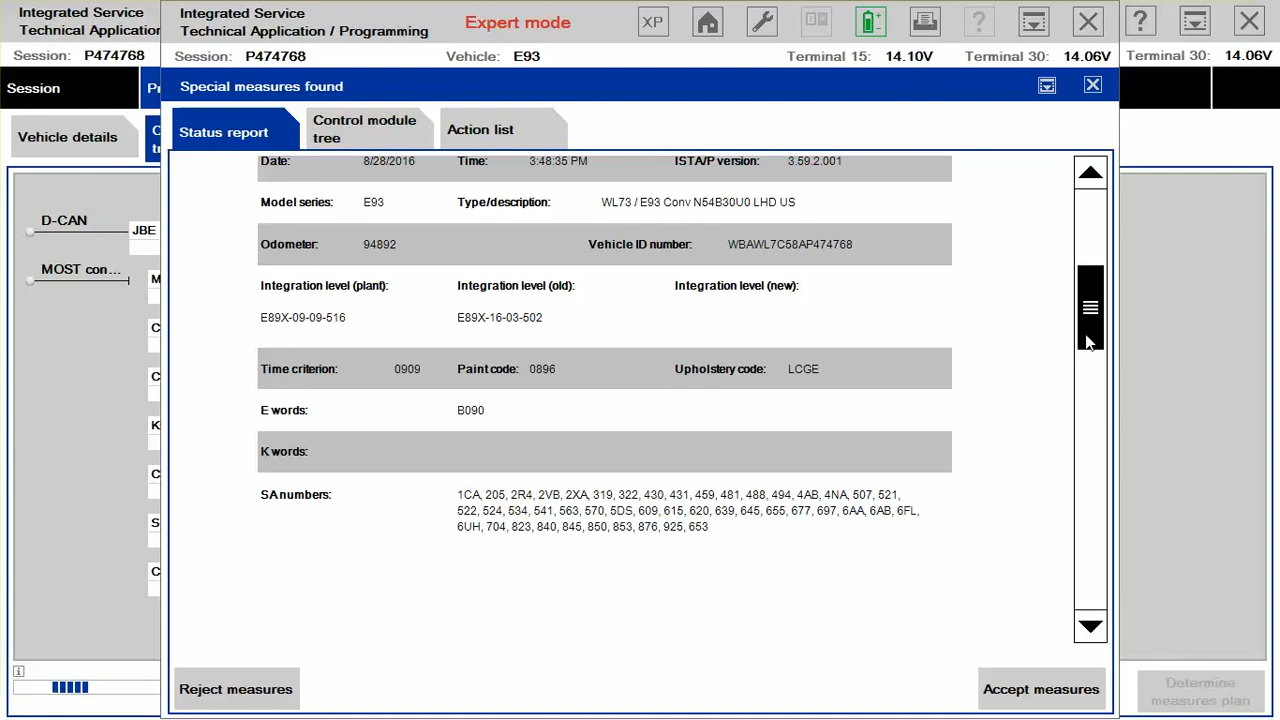 Integrated Service
Technical Application
Integrated Service
Technical Application / Programming
Expert mode
XP
?
?
Session: P474768
Session: P474768
Vehicle: E93
Terminal 15: 14.10V
Terminal 30: 14.06V
Terminal 30: 14.06V
Session
Special measures found
Vehicle details
Status report
Control module
tree
Action list
D-CAN
JBE
MOST con...
M
C
C
K
C
S
C
Date: 8/28/2016 Time: 3:48:35 PM ISTA/P version: 3.59.2.001
Model series: E93 Type/description: WL73 / E93 Conv N54B30U0 LHD US
Odometer: 94892 Vehicle ID number: WBAWL7C58AP474768
Integration level (plant): Integration level (old): Integration level (new):
E89X-09-09-516 E89X-16-03-502
Time criterion: 0909 Paint code: 0896 Upholstery code: LCGE
E words: B090
K words:
SA numbers: 1CA, 205, 2R4, 2VB, 2XA, 319, 322, 430, 431, 459, 481, 488, 494, 4AB, 4NA, 507, 521,
522, 524, 534, 541, 563, 570, 5DS, 609, 615, 620, 639, 645, 655, 677, 697, 6AA, 6AB, 6FL,
6UH, 704, 823, 840, 845, 850, 853, 876, 925, 653
i
Reject measures
Accept measures
Determine
measures plan